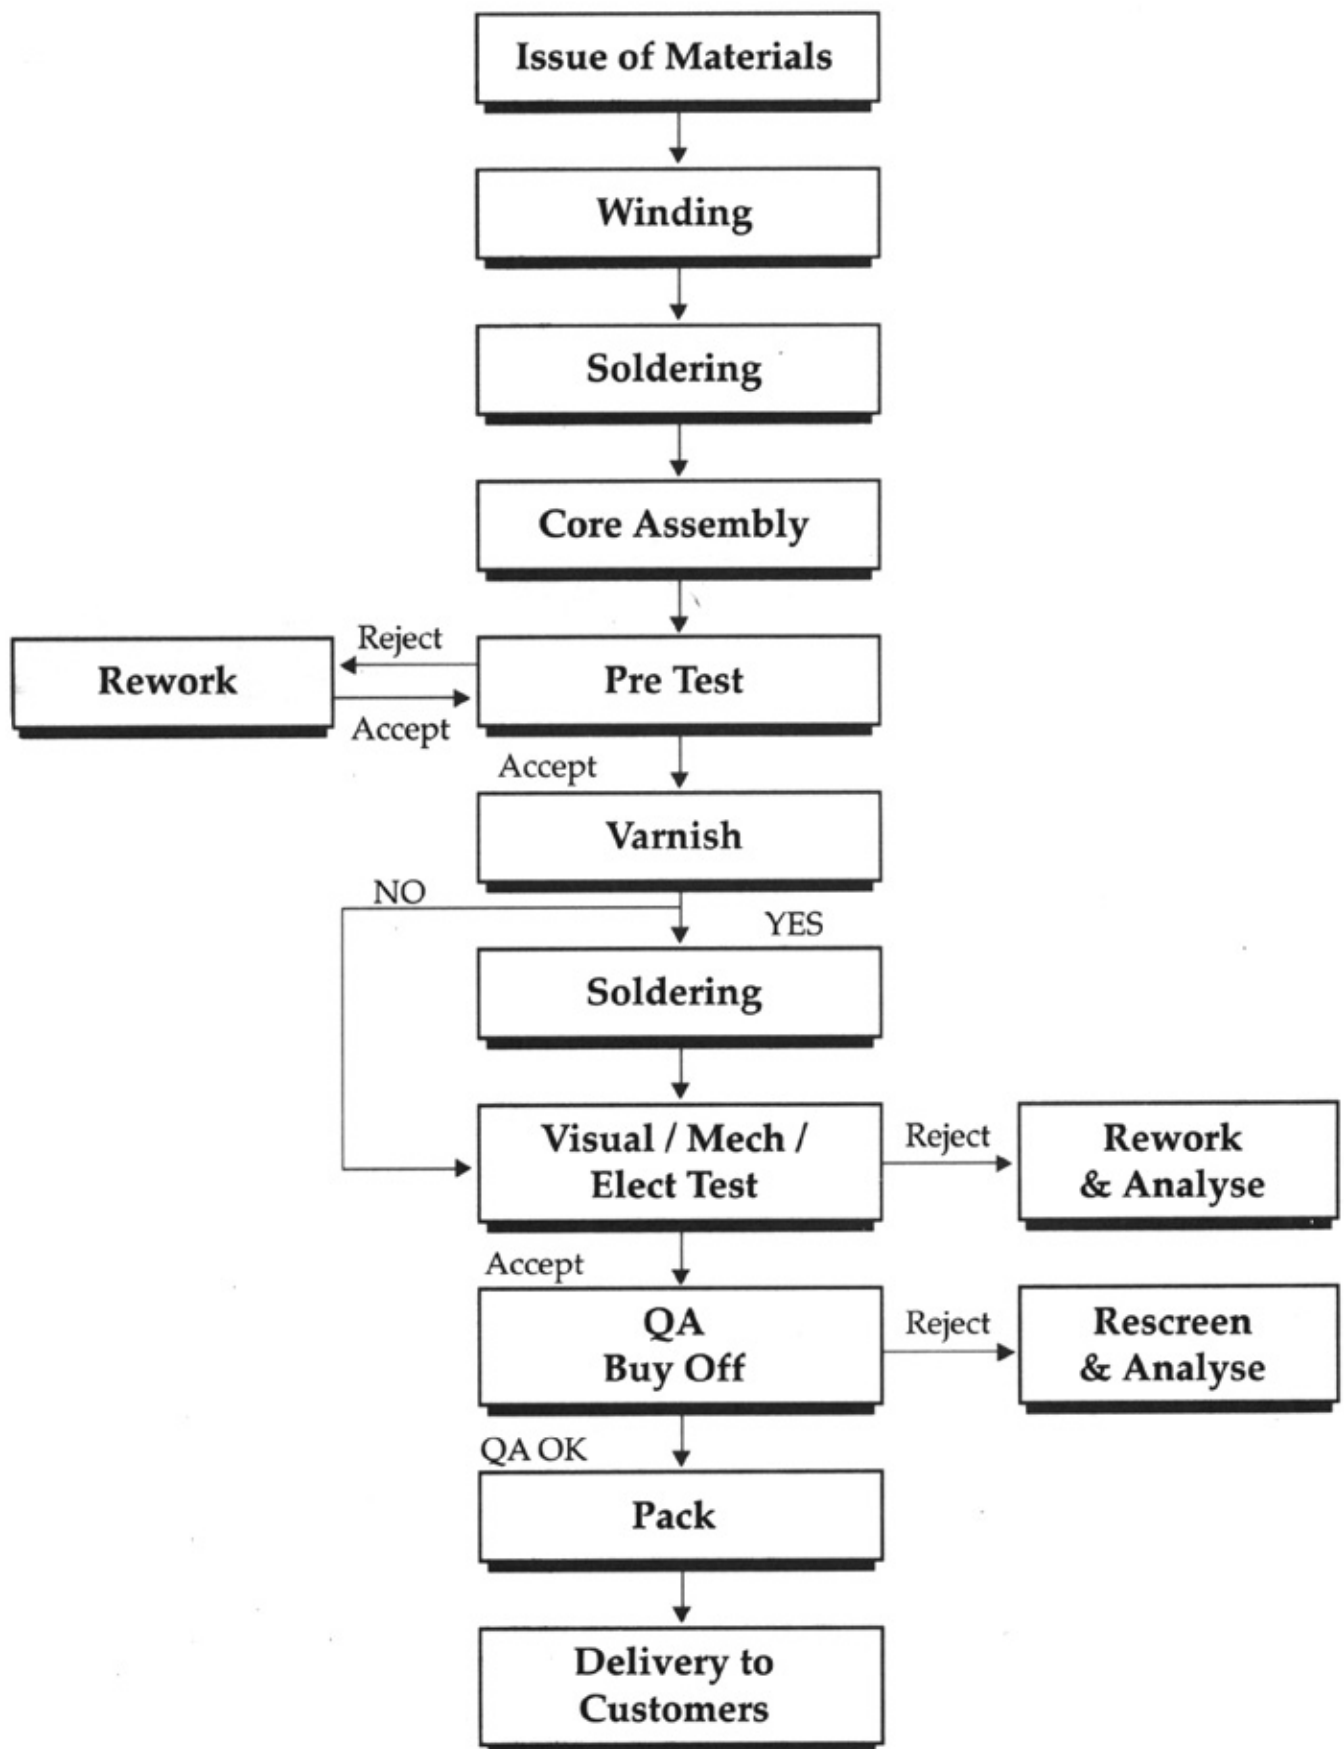 Issue of Materials
Winding
Soldering
Core Assembly
Reject
Rework
Pre Test
Accept
Accept
Varnish
NO
YES
Soldering
Visual / Mech /
Elect Test
Reject
Rework
& Analyse
Accept
QA
Buy Off
Reject
Rescreen
& Analyse
QA OK
Pack
Delivery to
Customers